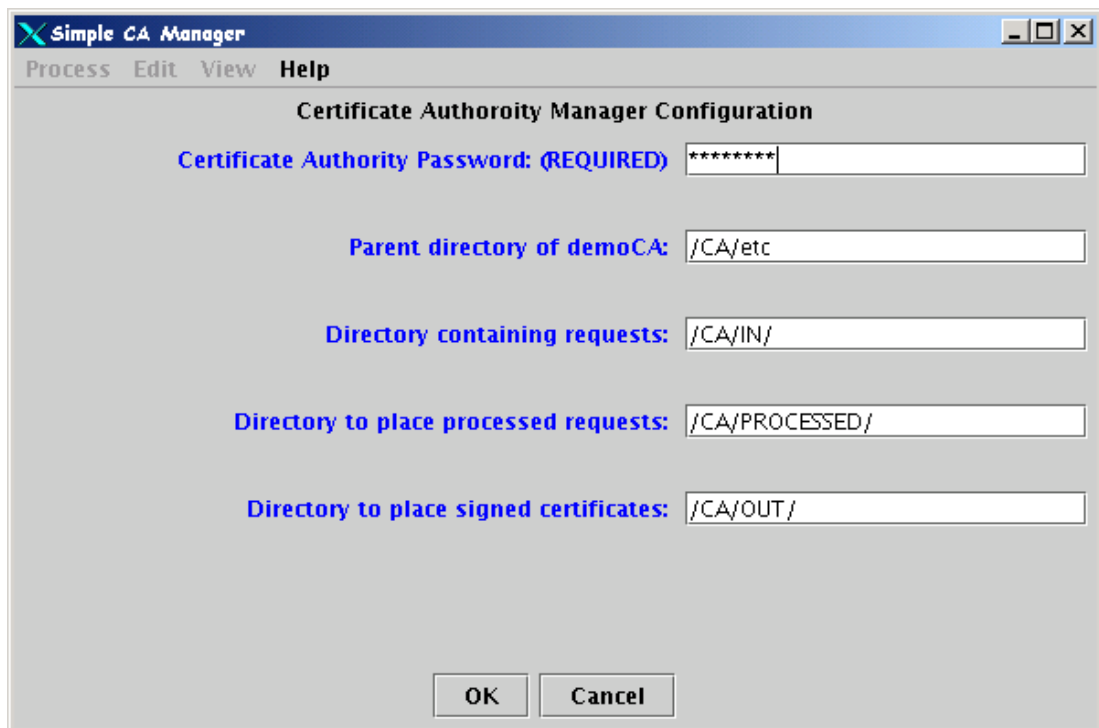 Simple CA Manager
Process Edit View Help
Certificate Authoroity Manager Configuration
Certificate Authority Password: (REQUIRED) ********
Parent directory of demoCA: /CA/etc
Directory containing requests: /CA/IN/
Directory to place processed requests: /CA/PROCESSED/
Directory to place signed certificates: /CA/OUT/
OK Cancel